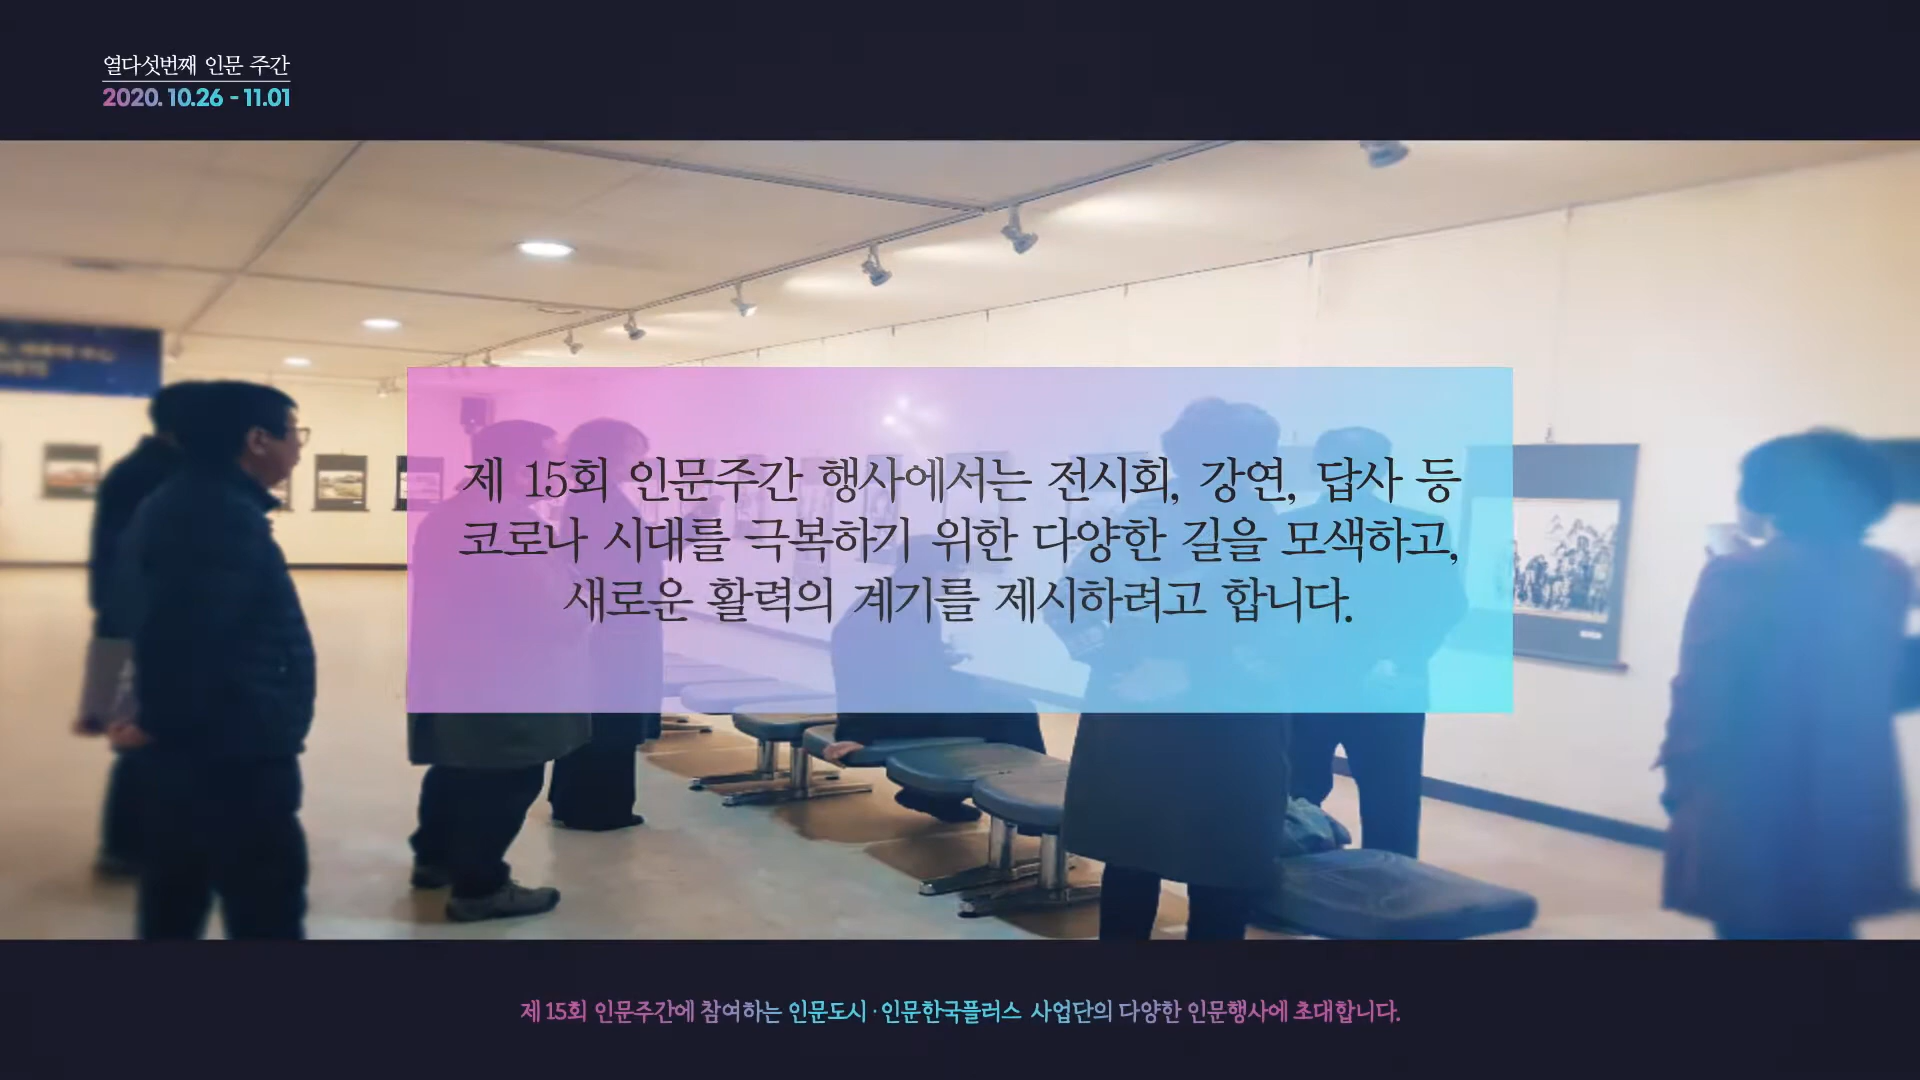 열다섯번째 인문 주간
2020. 10.26 - 11.01
제 15회 인문주간 행사에서는 전시회, 강연, 답사 등
코로나 시대를 극복하기 위한 다양한 길을 모색하고,
새로운 활력의 계기를 제시하려고 합니다.
제 15회 인문주간에 참여하는 인문도시·인문한국플러스 사업단의 다양한 인문행사에 초대합니다.